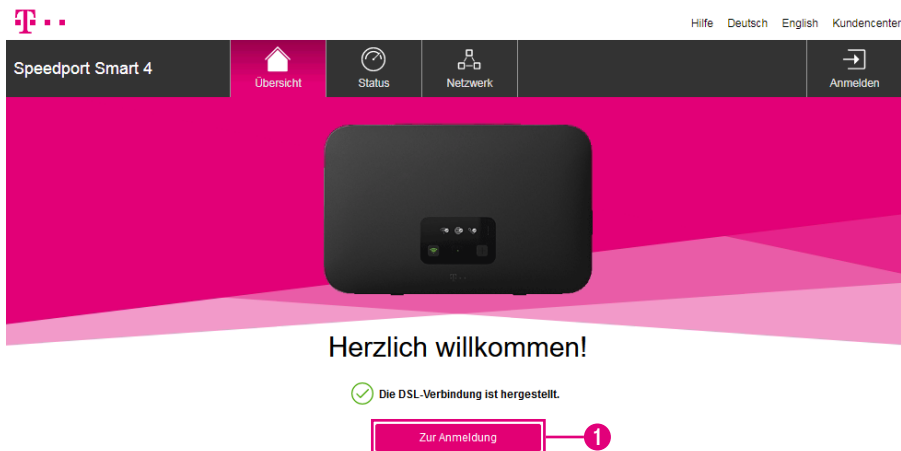 T
Hilfe Deutsch English Kundencenter
Speedport Smart 4
Übersicht
Status
Netzwerk
Anmelden
Herzlich willkommen!
Die DSL-Verbindung ist hergestellt.
Zur Anmeldung
1